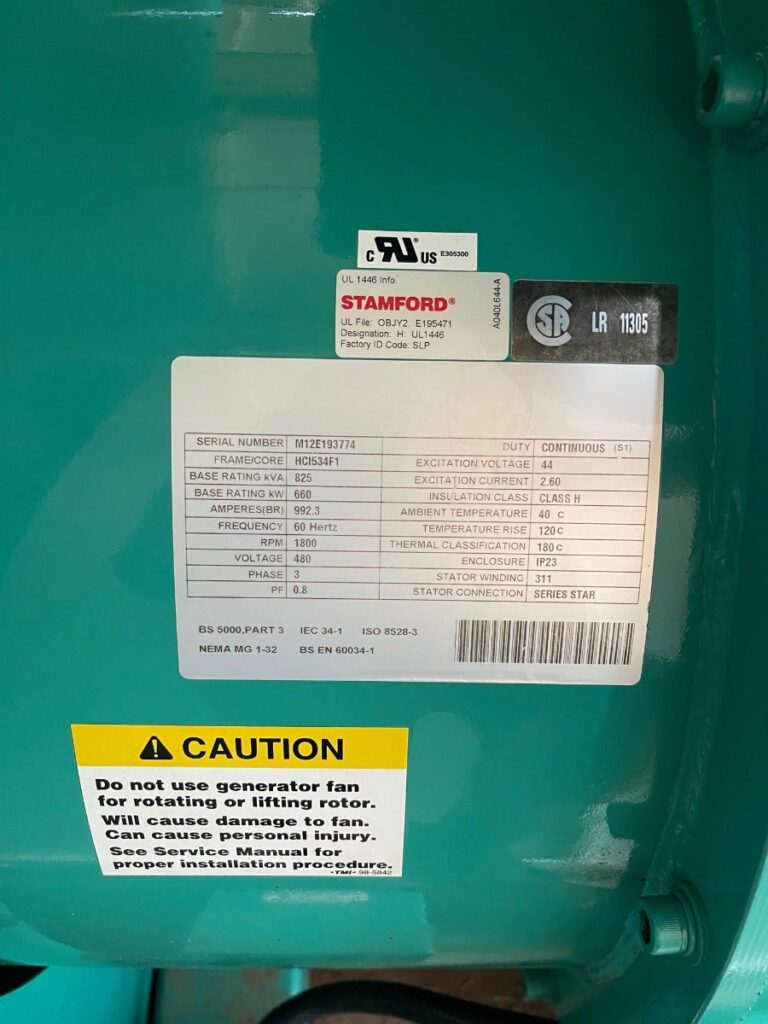 c RU ® US E305300
UL 1446 Info.
STAMFORD®
UL File: OBJY2. E195471
Designation: H. UL1446
Factory ID Code: SLP
A040L644-A
SA LR 11305
SERIAL NUMBER M12E193774 DUTY CONTINUOUS (S1)
FRAME/CORE HCI534F1 EXCITATION VOLTAGE 44
BASE RATING kVA 825 EXCITATION CURRENT 2.60
BASE RATING kW 660 INSULATION CLASS CLASS H
AMPERES(BR) 992.3 AMBIENT TEMPERATURE 40 C
FREQUENCY 60 Hertz TEMPERATURE RISE 120 C
RPM 1800 THERMAL CLASSIFICATION 180 C
VOLTAGE 480 ENCLOSURE IP23
PHASE 3 STATOR WINDING 311
PF 0.8 STATOR CONNECTION SERIES STAR
BS 5000,PART 3 IEC 34-1 ISO 8528-3
NEMA MG 1-32 BS EN 60034-1
CAUTION
Do not use generator fan
for rotating or lifting rotor.
Will cause damage to fan.
Can cause personal injury.
See Service Manual for
proper installation procedure.
•TMI• 98-5842